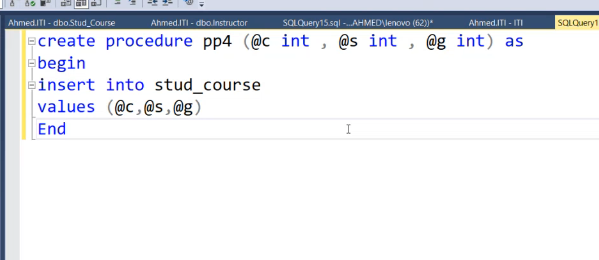 Ahmed.ITI - dbo.Stud_Course Ahmed.ITI - dbo.Instructor SQLQuery15.sql -...AHMED\lenovo (62))* Ahmed.ITI - ITI SQLQuery1
create procedure pp4 (@c int , @s int , @g int) as
begin
insert into stud_course
values (@c,@s,@g)
End